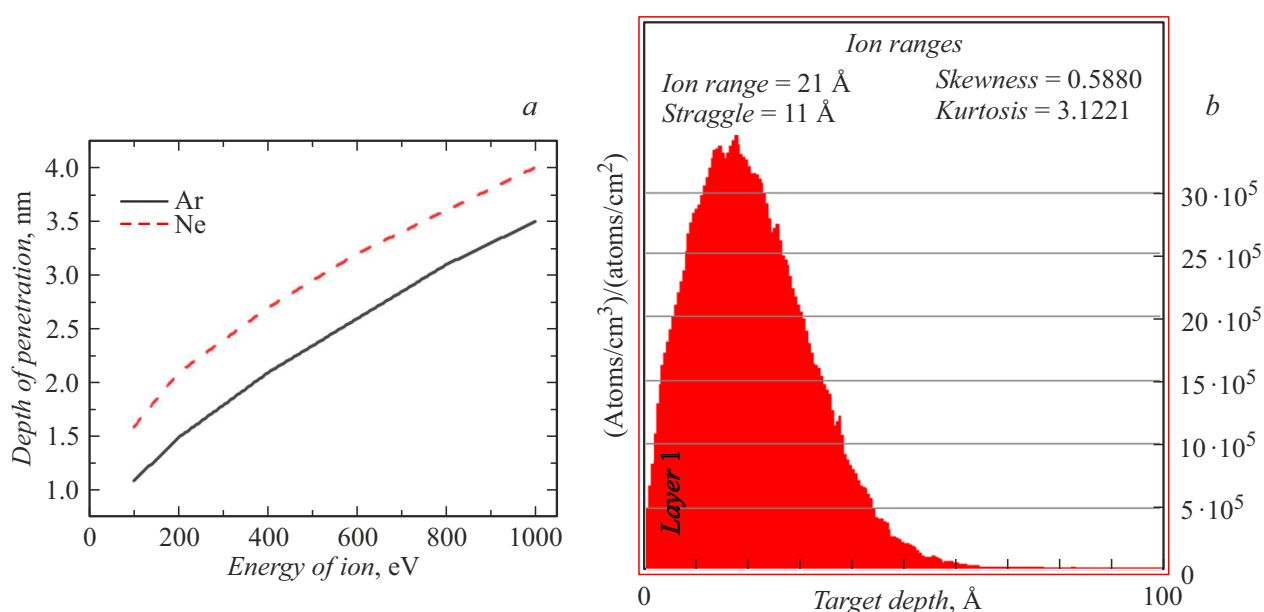 a
4.0
3.5
3.0
2.5
2.0
1.5
1.0
Depth of penetration, nm
Ar
Ne
0 200 400 600 800 1000
Energy of ion, eV
b
Ion ranges
Ion range = 21 Å
Straggle = 11 Å
Skewness = 0.5880
Kurtosis = 3.1221
(Atoms/cm³)/(atoms/cm²)
Layer 1
30 ·10⁵
25 ·10⁵
20 ·10⁵
15 ·10⁵
10 ·10⁵
5 ·10⁵
0
0 100
Target depth, Å